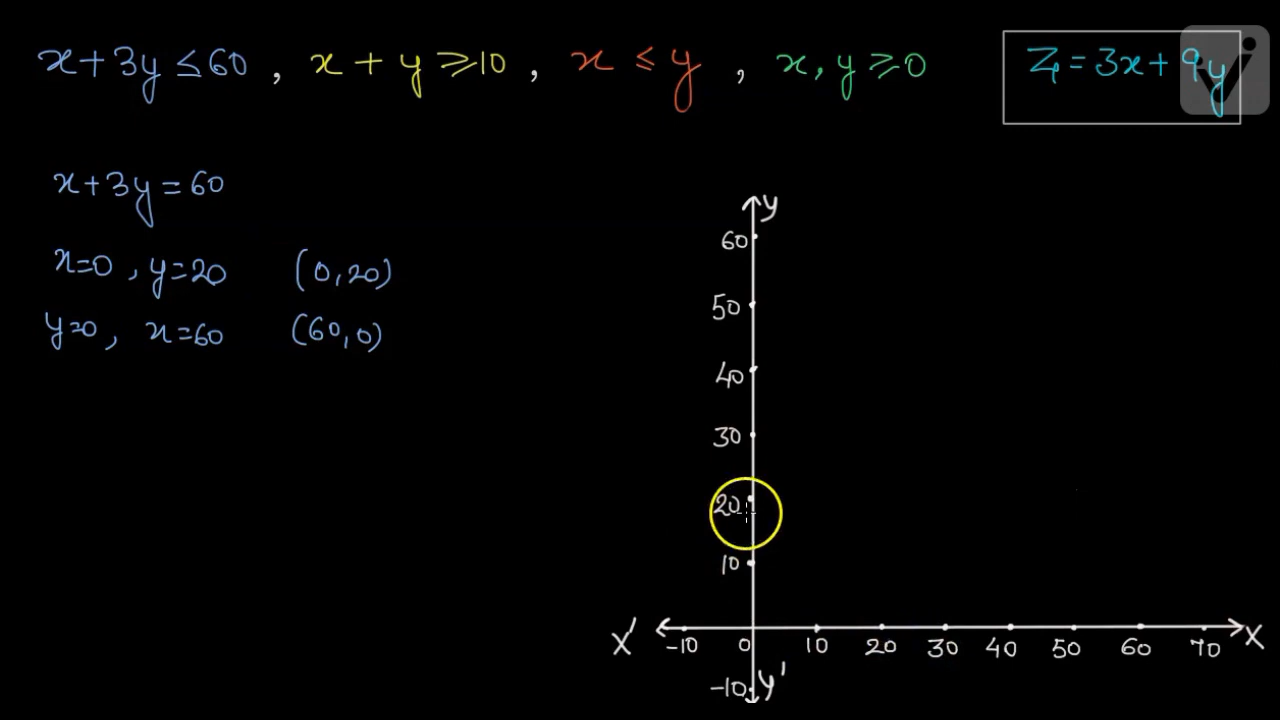 x+3y≤60 , x+y≥10 , x≤y , x,y≥0 Z=3x+9y
x+3y=60
x=0 , y=20 (0,20)
y=0 , x=60 (60,0)
y
60
50
40
30
20
10
X' -10 0 10 20 30 40 50 60 70 X
-10 y'